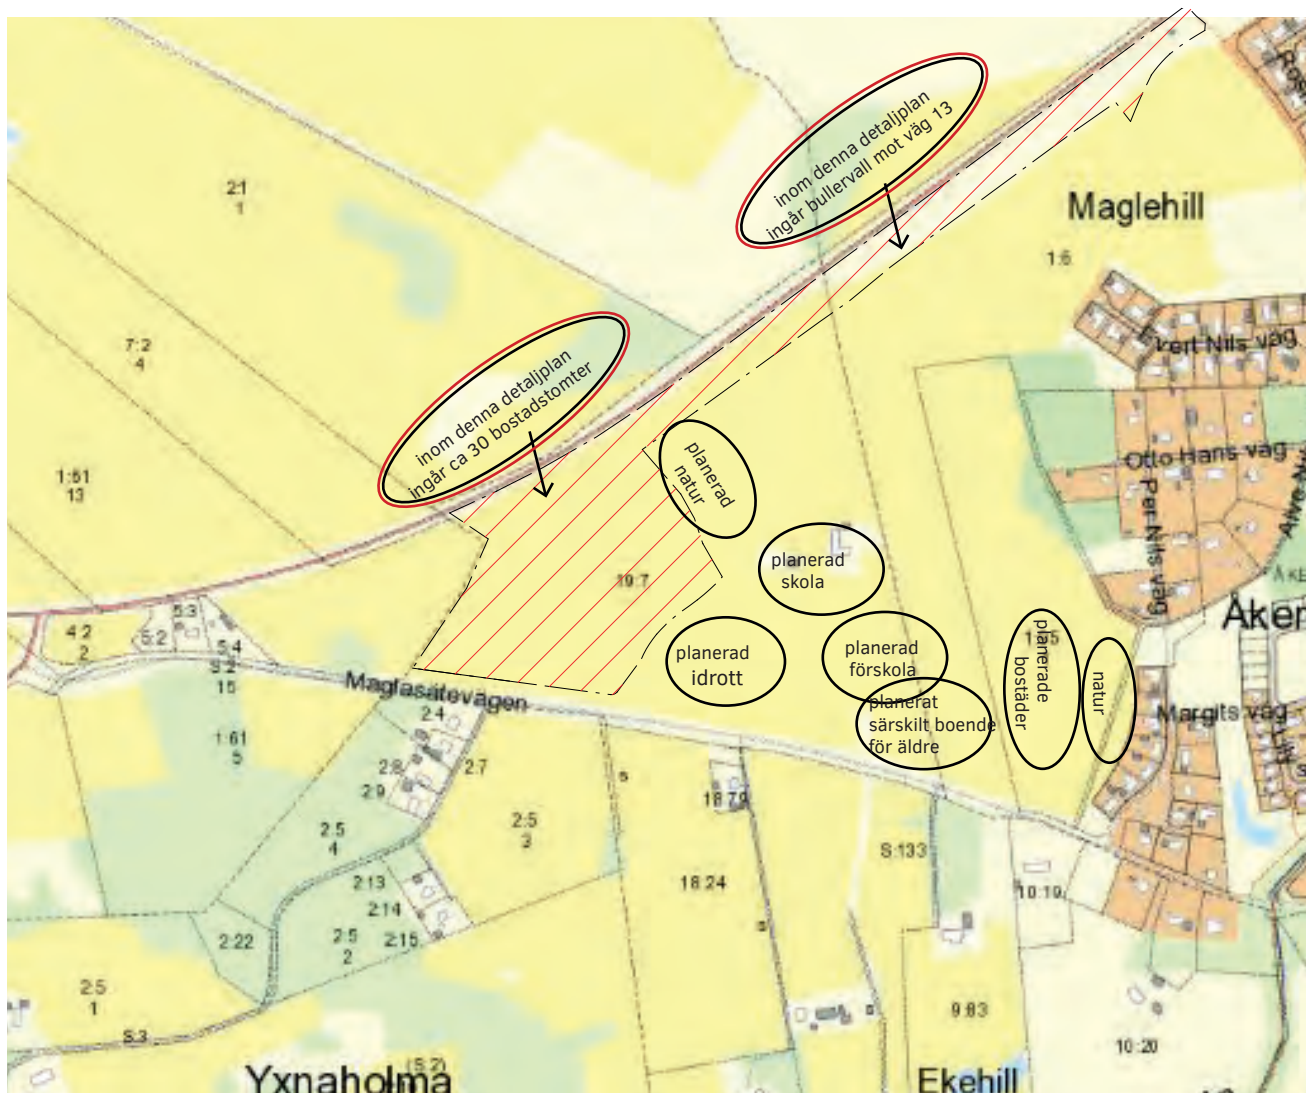 inom denna detaljplan
ingår bullervall mot väg 13
2:1
1
Maglehill
1:6
7:2
4
kert Nils väg
inom denna detaljplan
ingår ca 30 bostadstomter
planerad
natur
Otto Hans väg
Per Nils väg
1:61
13
planerad
skola
19:7
5:3
5:2
4:2
2
5:4
S:2
15
Åker
planerad
idrott
planerad
förskola
planerade
bostäder
natur
planerat
särskilt boende
för äldre
Maglasätevägen
Margits väg
2:4
1:61
5
2:8
2:7
2:9
s
18:79
2:5
4
2:5
3
S:133
18:24
2:13
2:14
2:15
10:19
2:22
2:5
2
s
2:5
1
9:83
S:3
10:20
(S:2)
Yxnaholma
Ekehill